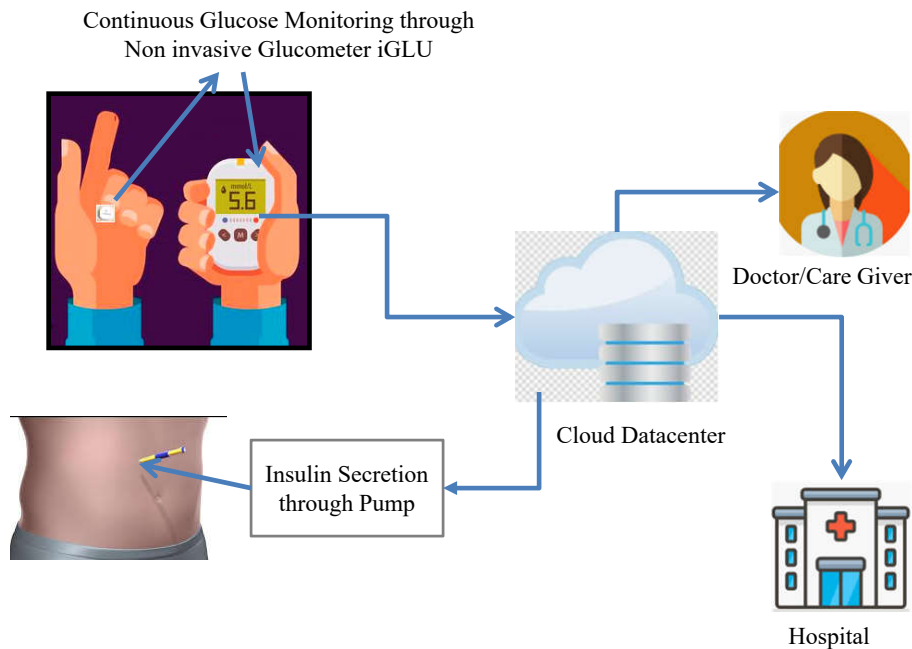 Continuous Glucose Monitoring through
Non invasive Glucometer iGLU
mmol/L
5.6
M
Doctor/Care Giver
Cloud Datacenter
Insulin Secretion
through Pump
Hospital